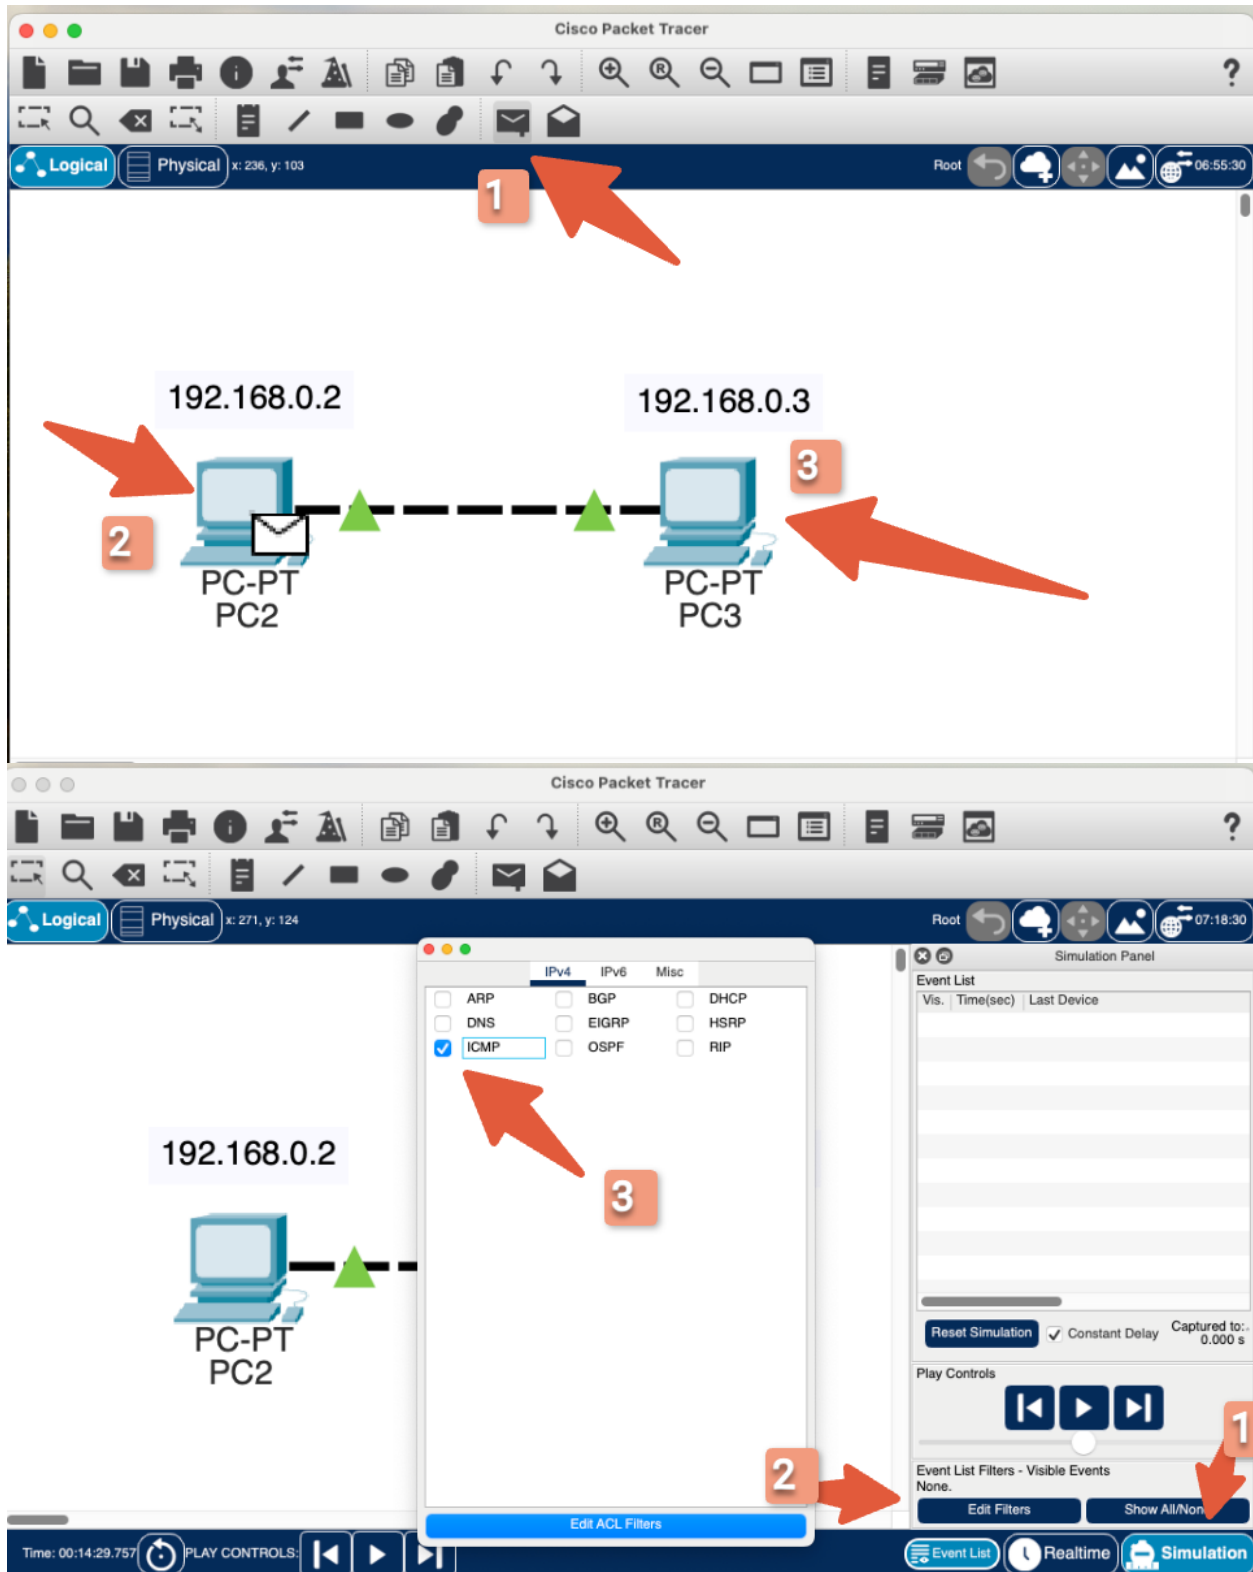 Cisco Packet Tracer
Logical Physical x: 236, y: 103 Root 06:55:30
1
192.168.0.2 192.168.0.3
3
2
PC-PT PC-PT
PC2 PC3
Cisco Packet Tracer
Logical Physical x: 271, y: 124 Root 07:18:30
Simulation Panel
IPv4 IPv6 Misc
Event List
ARP BGP DHCP
Vis. Time(sec) Last Device
DNS EIGRP HSRP
ICMP OSPF RIP
192.168.0.2
3
PC-PT
PC2
Reset Simulation Constant Delay Captured to:
0.000 s
Play Controls
1
2
Event List Filters - Visible Events
None.
Edit Filters Show All/Non
Edit ACL Filters
Time: 00:14:29.757 PLAY CONTROLS: Event List Realtime Simulation